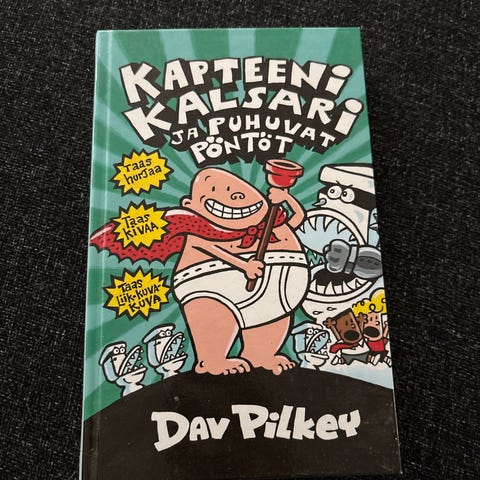 KAPTEENi
KALSARi
JA PUHUVAT
PÖNTÖT
Taas
hurjaa
Taas
KiVAA
Taas
liik-kuva-
KUVA
DAV PiLKEY